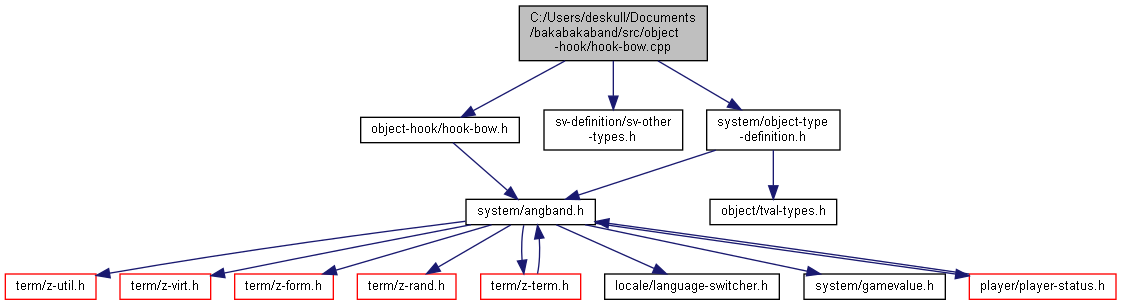 C:/Users/deskull/Documents
/bakabakaband/src/object
-hook/hook-bow.cpp
object-hook/hook-bow.h
sv-definition/sv-other
-types.h
system/object-type
-definition.h
system/angband.h
object/tval-types.h
term/z-util.h
term/z-virt.h
term/z-form.h
term/z-rand.h
term/z-term.h
locale/language-switcher.h
system/gamevalue.h
player/player-status.h